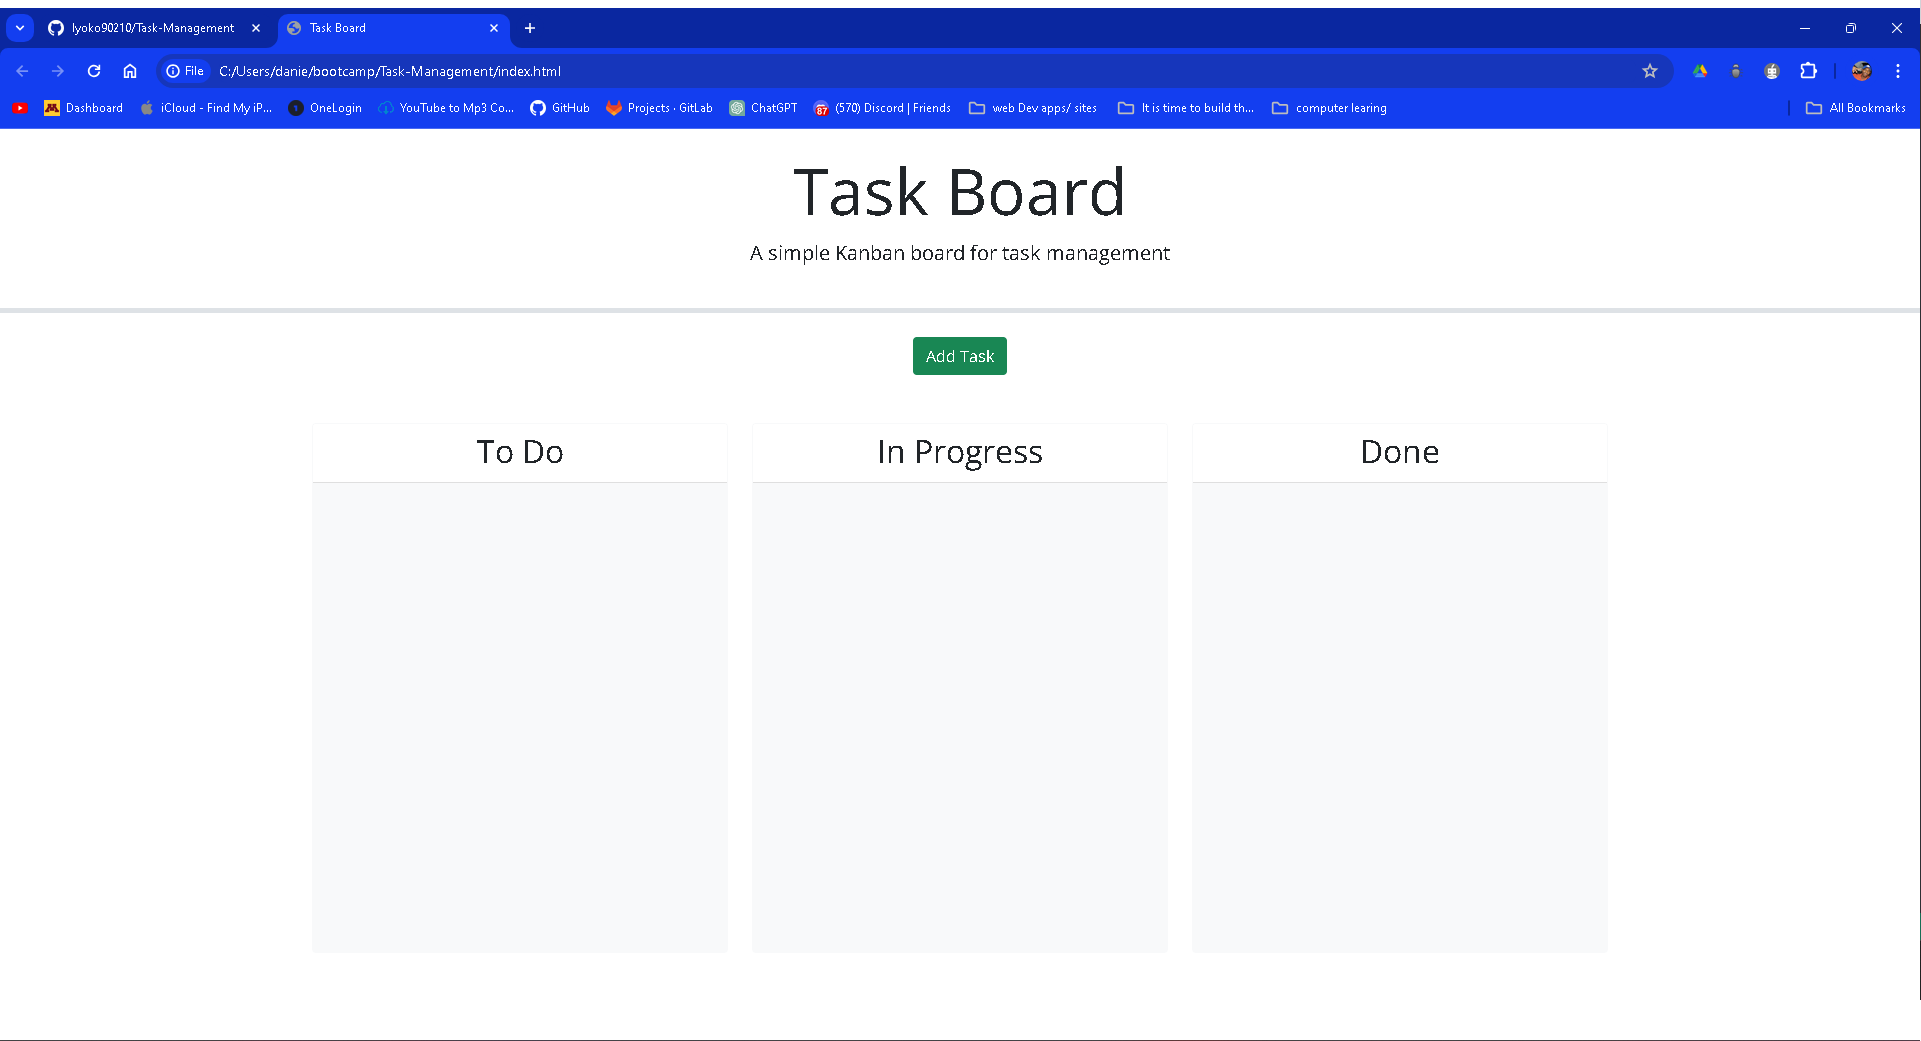 lyoko90210/Task-Management
Task Board
File C:/Users/danie/bootcamp/Task-Management/index.html
Dashboard iCloud - Find My iP... OneLogin YouTube to Mp3 Co... GitHub Projects · GitLab ChatGPT 87 (570) Discord | Friends web Dev apps/ sites It is time to build th... computer learing All Bookmarks
Task Board
A simple Kanban board for task management
Add Task
To Do
In Progress
Done